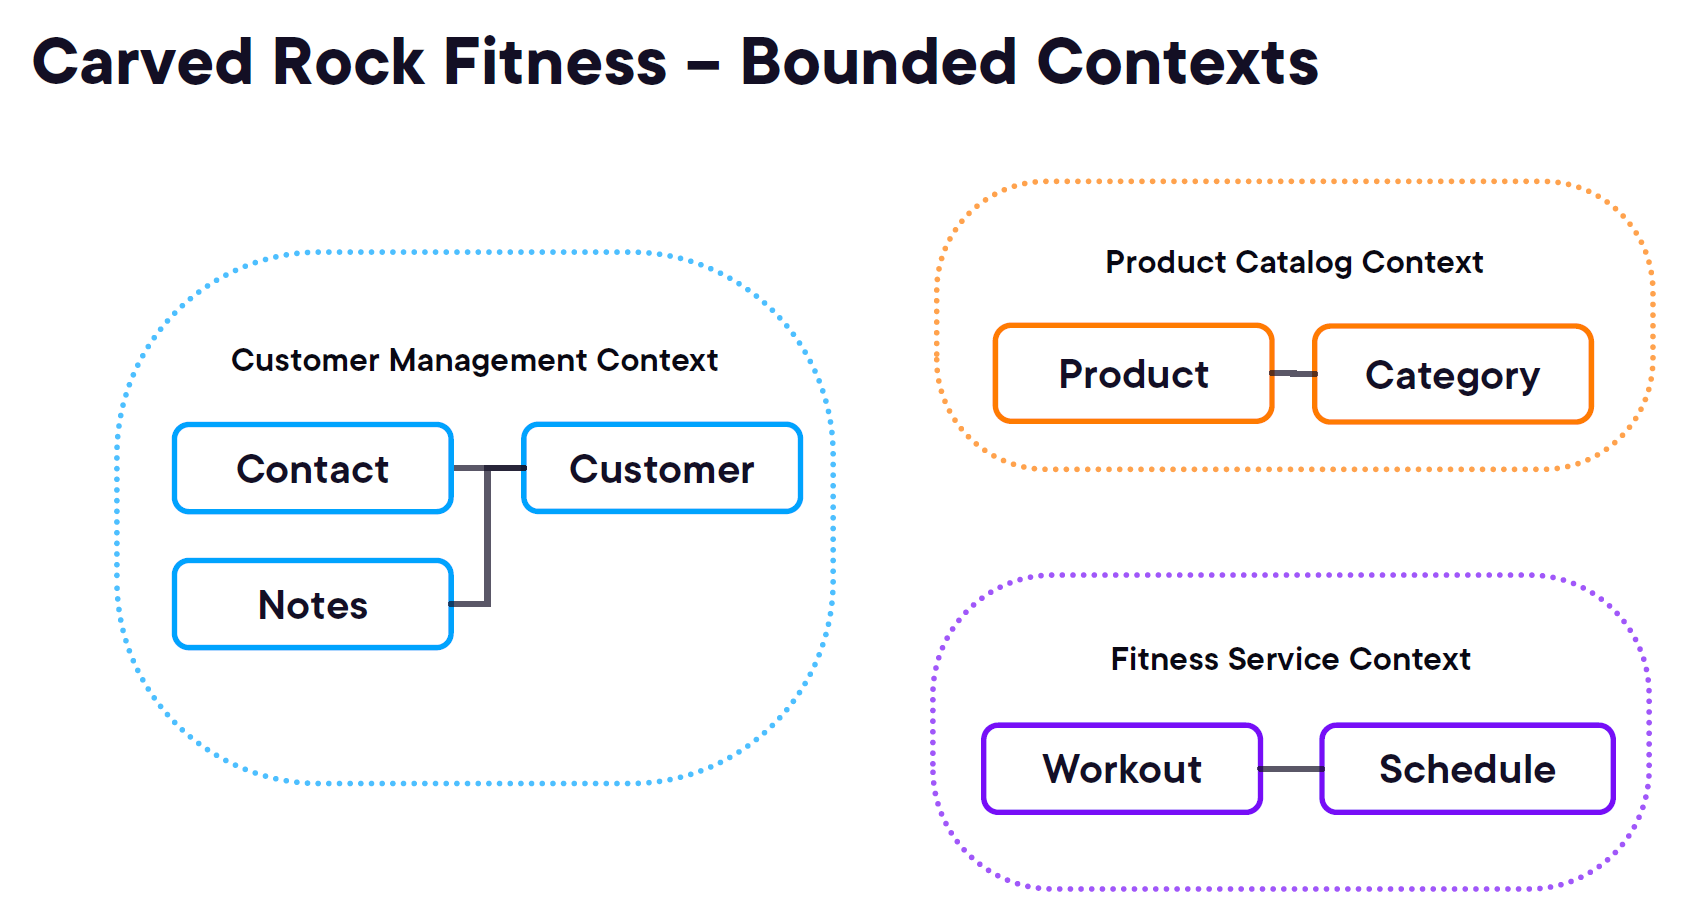 Carved Rock Fitness – Bounded Contexts
Customer Management Context
Contact
Customer
Notes
Product Catalog Context
Product
Category
Fitness Service Context
Workout
Schedule